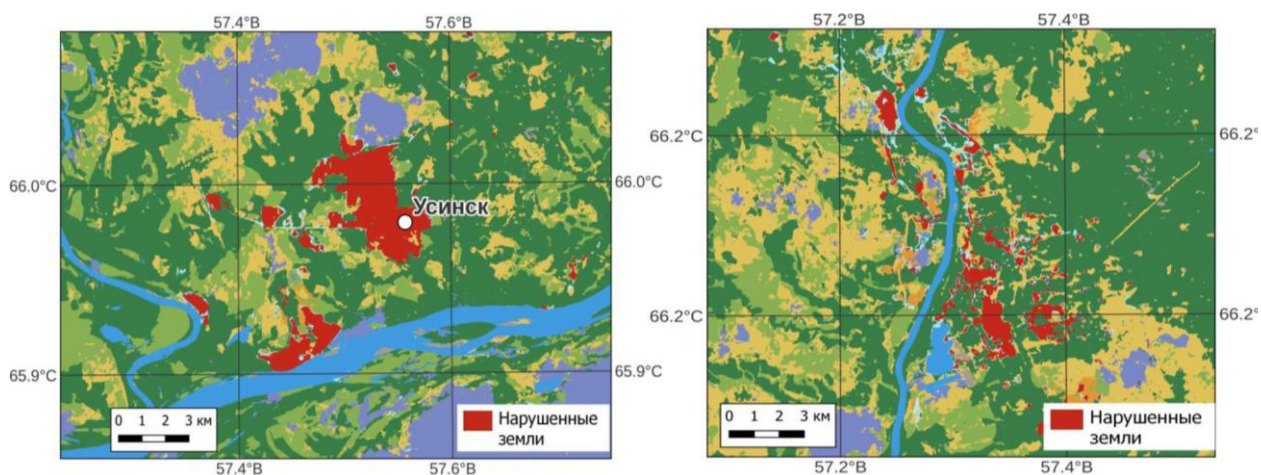 57.4°В 57.6°В
66.0°С 66.0°С
Усинск
65.9°С 65.9°С
0 1 2 3 км
Нарушенные
земли
57.4°В 57.6°В
57.2°В 57.4°В
66.2°С 66.2°
66.2°С 66.2°
0 1 2 3 км
Нарушенные
земли
57.2°В 57.4°В